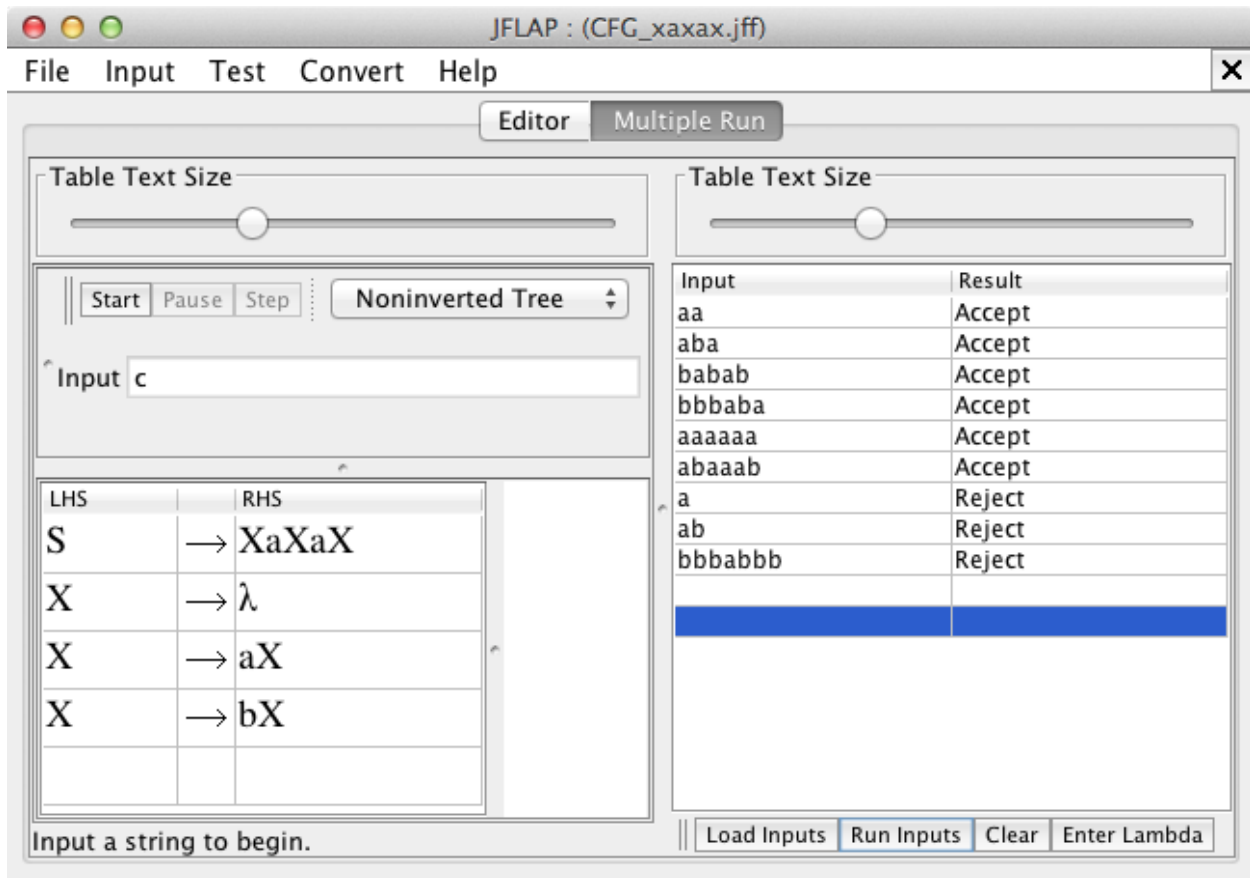 JFLAP : (CFG_xaxax.jff)
File Input Test Convert Help
Editor Multiple Run
Table Text Size
Start Pause Step Noninverted Tree
Input c
LHS RHS
S → XaXaX
X → λ
X → aX
X → bX
Input a string to begin.
Table Text Size
Input Result
aa Accept
aba Accept
babab Accept
bbbaba Accept
aaaaaa Accept
abaaab Accept
a Reject
ab Reject
bbbabbb Reject
Load Inputs Run Inputs Clear Enter Lambda